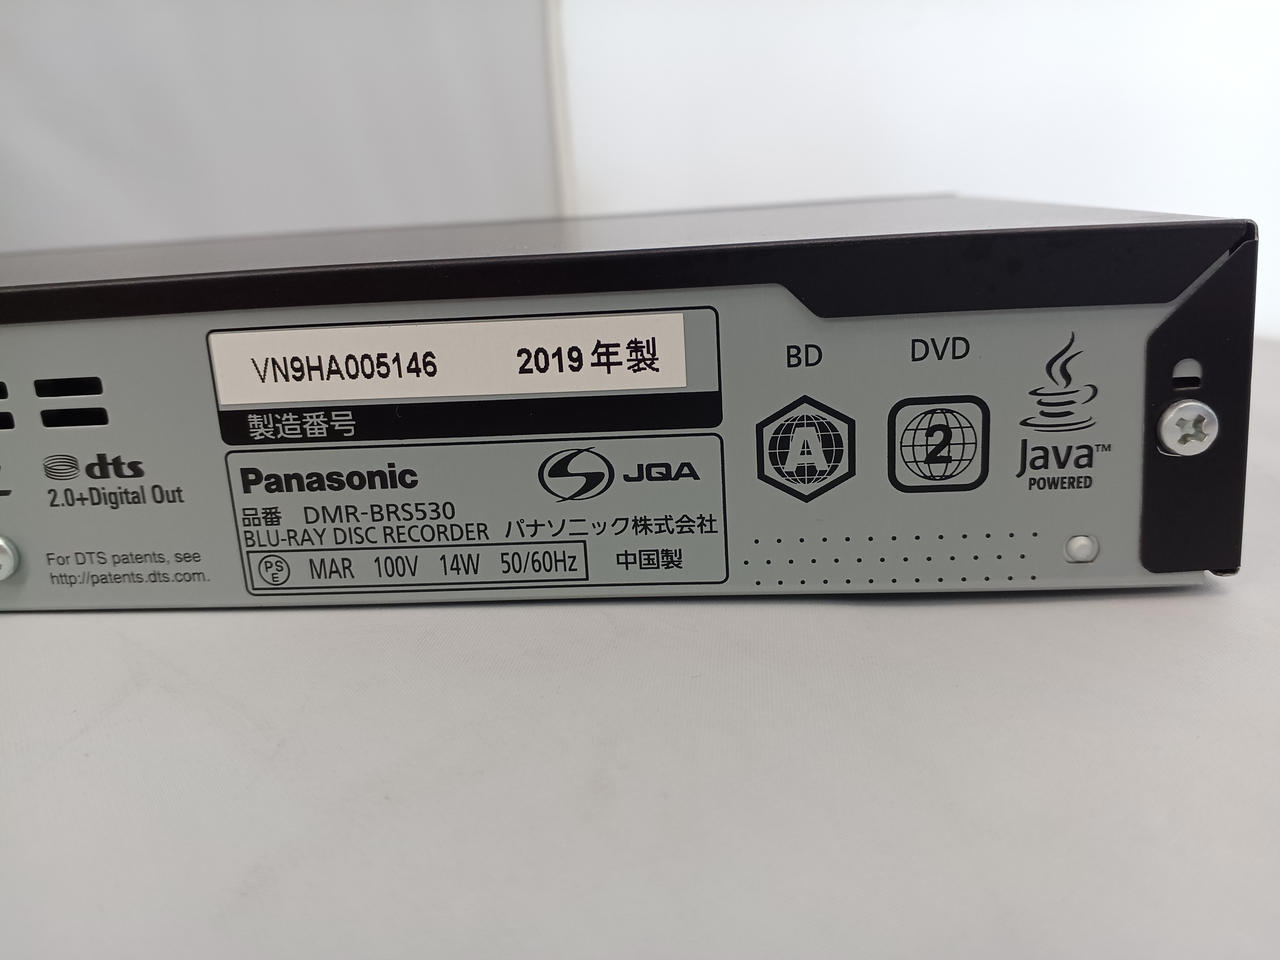 VN9HA005146 2019年製
製造番号
dts
2.0+Digital Out
For DTS patents, see
http://patents.dts.com.
Panasonic
JQA
品番 DMR-BRS530
BLU-RAY DISC RECORDER パナソニック株式会社
PSE MAR 100V 14W 50/60Hz 中国製
BD
A
DVD
2
Java™
POWERED